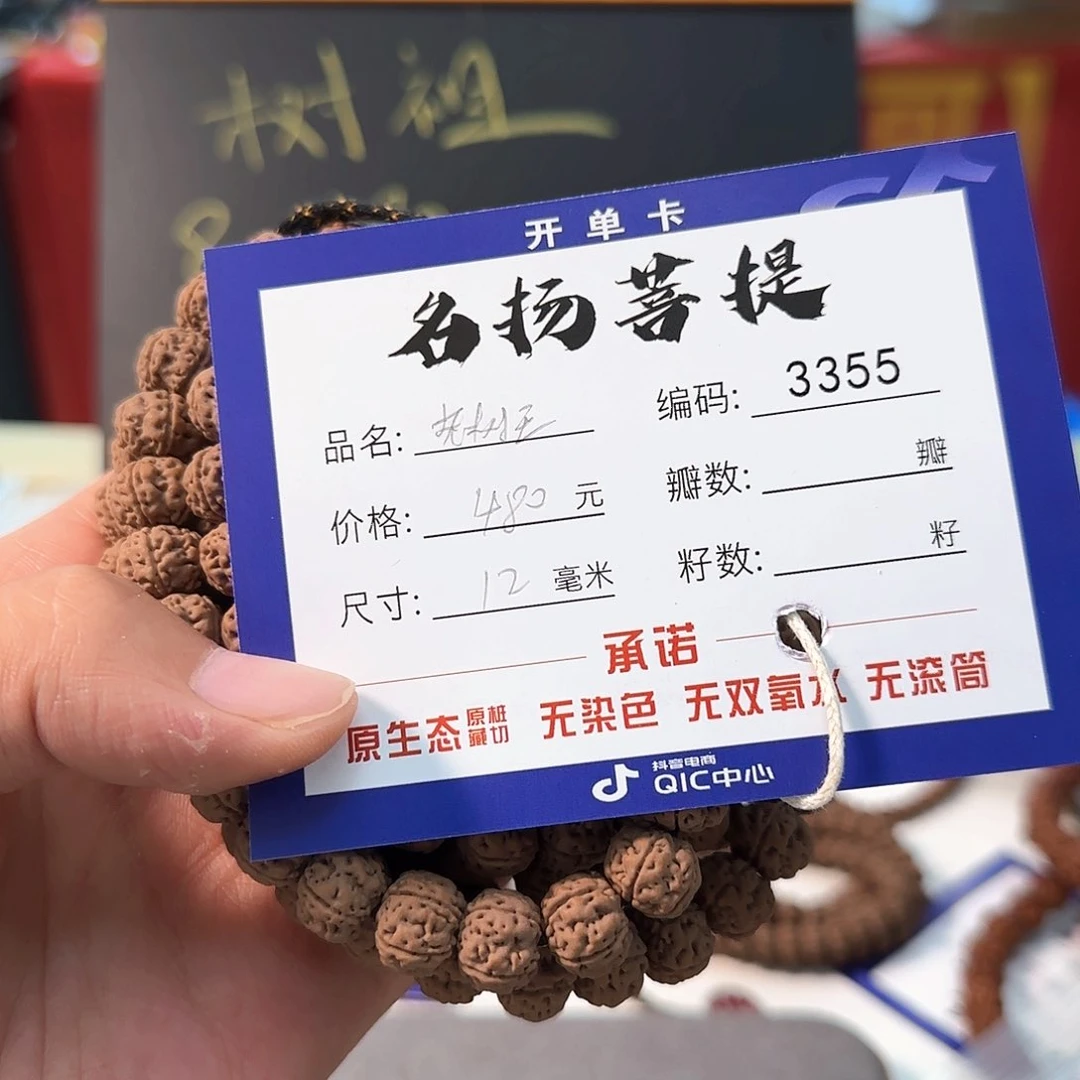 树祖
开单卡
名扬菩提
品名:
编码: 3355
价格: 480 元
瓣数: 瓣
尺寸: 12 毫米
籽数: 籽
承诺
原生态 原桩藏切 无染色 无双氧水 无滚筒
抖音电商
QIC中心